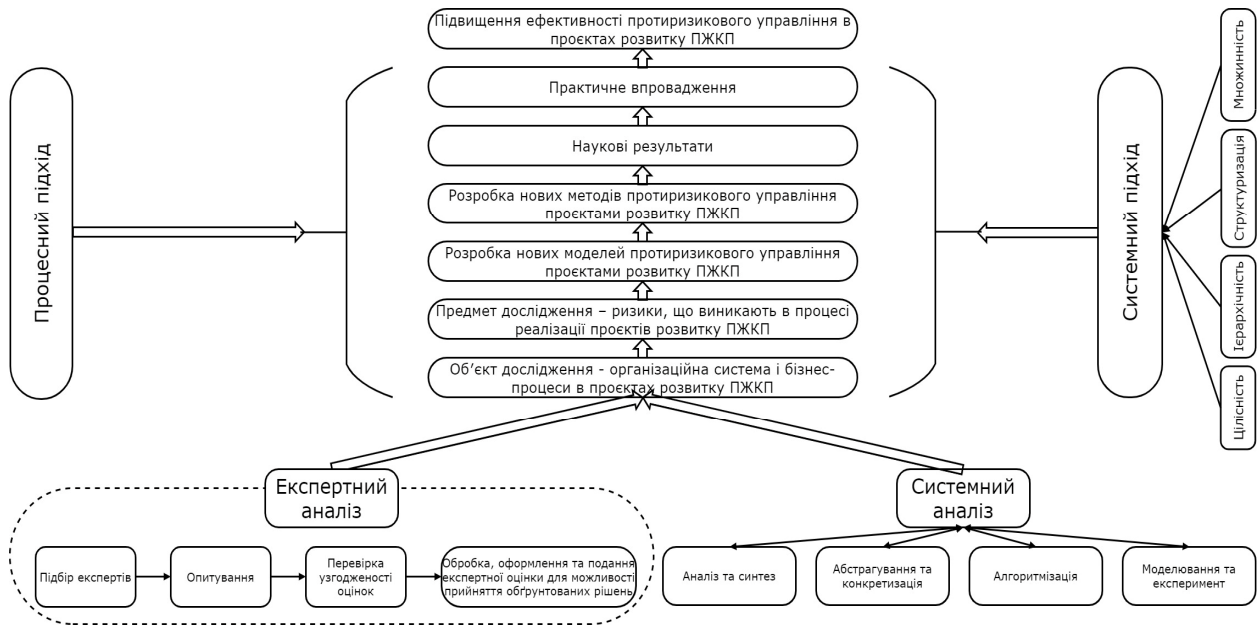 Підвищення ефективності протиризикового управління в
проєктах розвитку ПЖКП
Практичне впровадження
Наукові результати
Розробка нових методів протиризикового управління
проєктами розвитку ПЖКП
Розробка нових моделей протиризикового управління
проєктами розвитку ПЖКП
Предмет дослідження – ризики, що виникають в процесі
реалізації проєктів розвитку ПЖКП
Об’єкт дослідження - організаційна система і бізнес-
процеси в проєктах розвитку ПЖКП
Процесний підхід
Системний підхід
Множинність
Структуризація
Ієрархічність
Цілісність
Експертний
аналіз
Підбір експертів
Опитування
Перевірка
узгодженості
оцінок
Обробка, оформлення та подання
експертної оцінки для можливості
прийняття обґрунтованих рішень
Системний
аналіз
Аналіз та синтез
Абстрагування та
конкретизація
Алгоритмізація
Моделювання та
експеримент